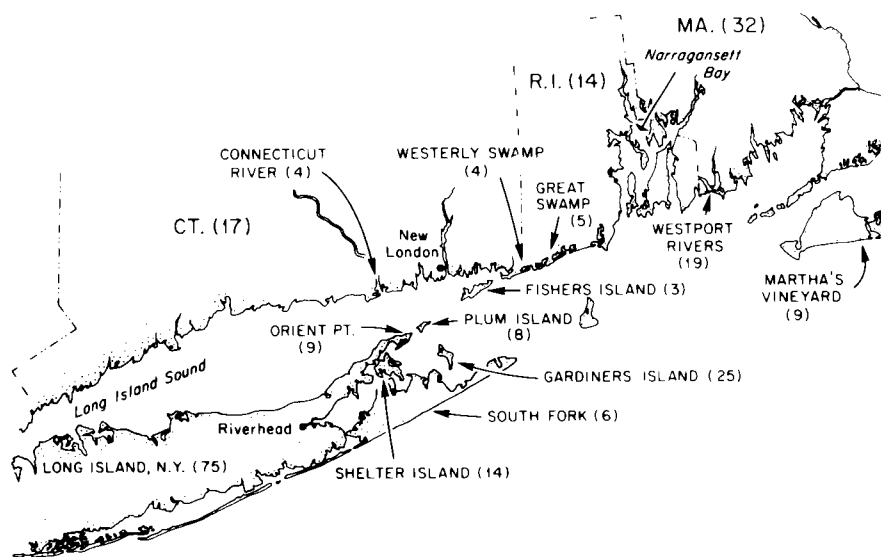 MA. (32)
Narragansett
Bay
R.I. (14)
CONNECTICUT
RIVER (4)
WESTERLY SWAMP
(4)
GREAT
SWAMP
(5)
CT. (17)
New
London
WESTPORT
RIVERS
(19)
MARTHA'S
VINEYARD
(9)
FISHERS ISLAND (3)
ORIENT PT.
(9)
PLUM ISLAND
(8)
Long Island Sound
GARDINERS ISLAND (25)
Riverhead
SOUTH FORK (6)
LONG ISLAND, N.Y. (75)
SHELTER ISLAND (14)